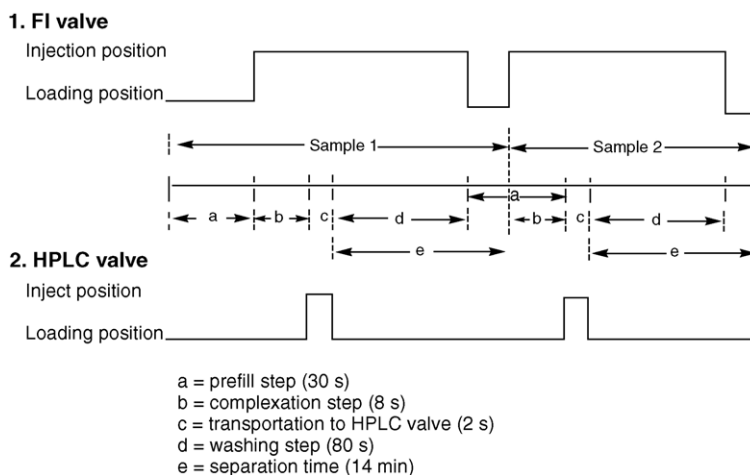 1. FI valve
Injection position
Loading position
Sample 1
Sample 2
a
a b c d
b c d
e
e
2. HPLC valve
Inject position
Loading position
a = prefill step (30 s)
b = complexation step (8 s)
c = transportation to HPLC valve (2 s)
d = washing step (80 s)
e = separation time (14 min)